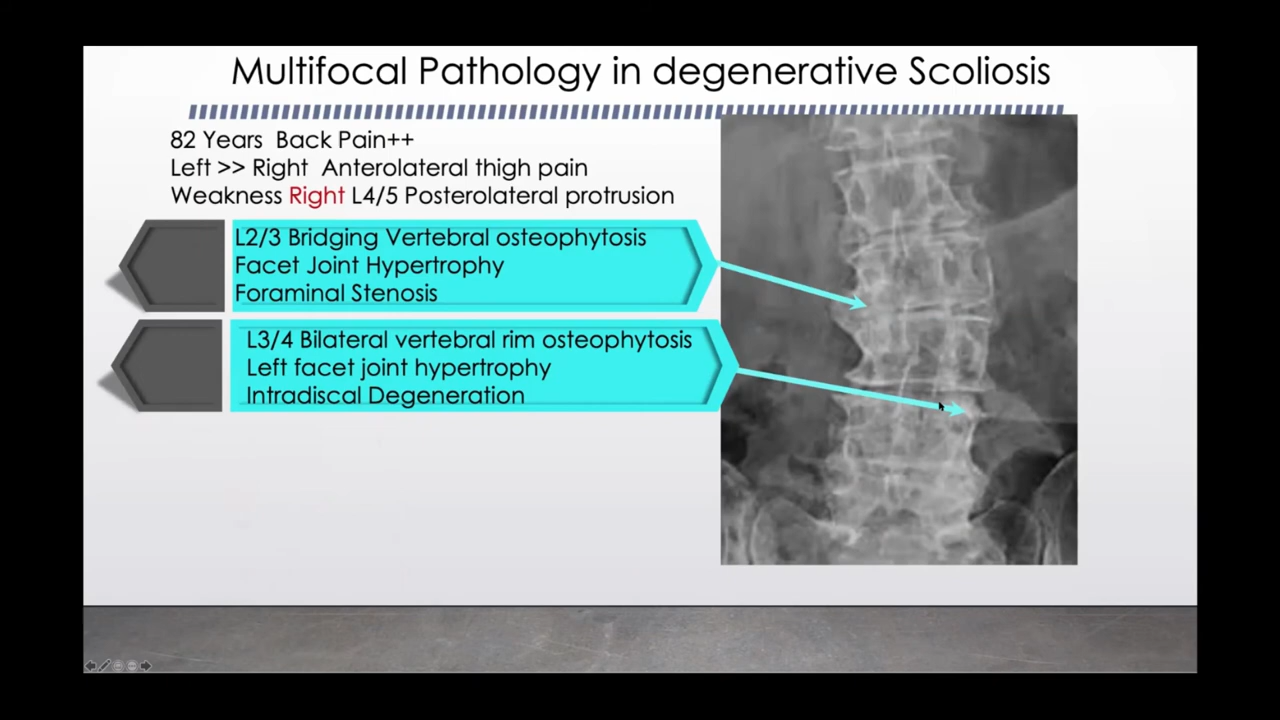 Multifocal Pathology in degenerative Scoliosis
82 Years Back Pain++
Left >> Right Anterolateral thigh pain
Weakness Right L4/5 Posterolateral protrusion
L2/3 Bridging Vertebral osteophytosis
Facet Joint Hypertrophy
Foraminal Stenosis
L3/4 Bilateral vertebral rim osteophytosis
Left facet joint hypertrophy
Intradiscal Degeneration